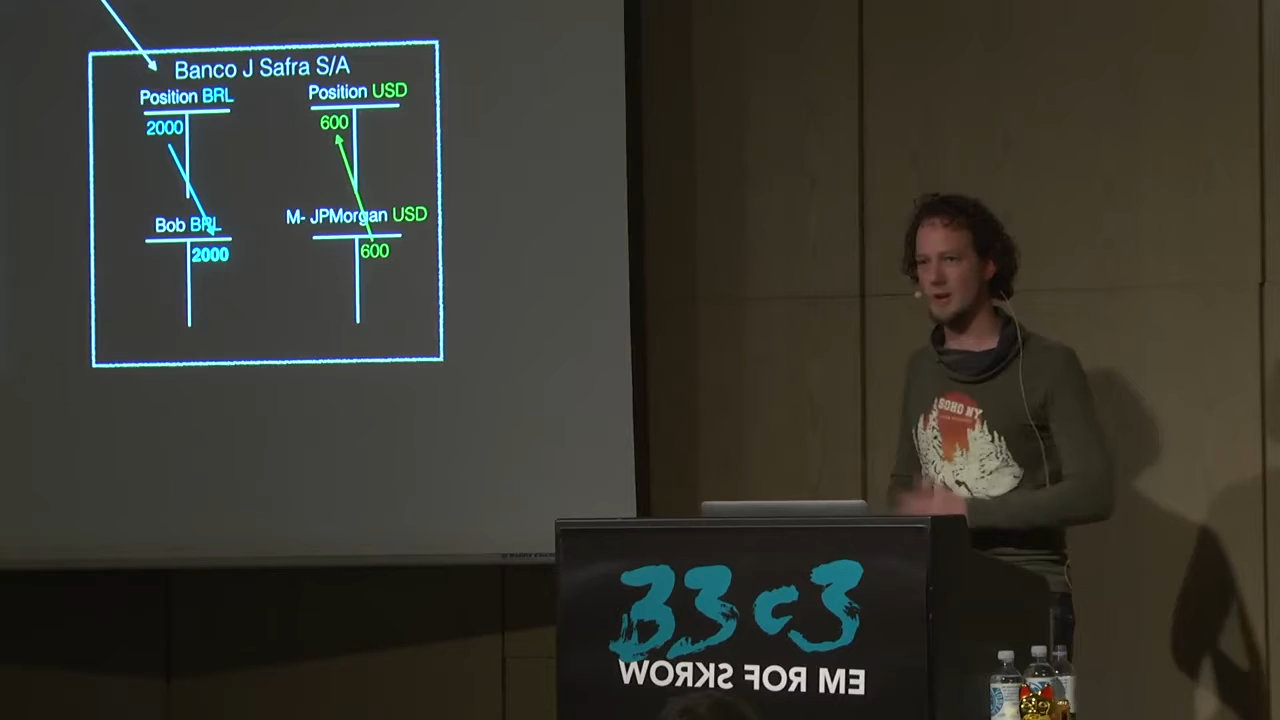 Banco J Safra S/A
Position BRL
Position USD
2000
600
Bob BRL
M- JPMorgan USD
2000
600
SOHO NY
33c3
WORKS FOR ME